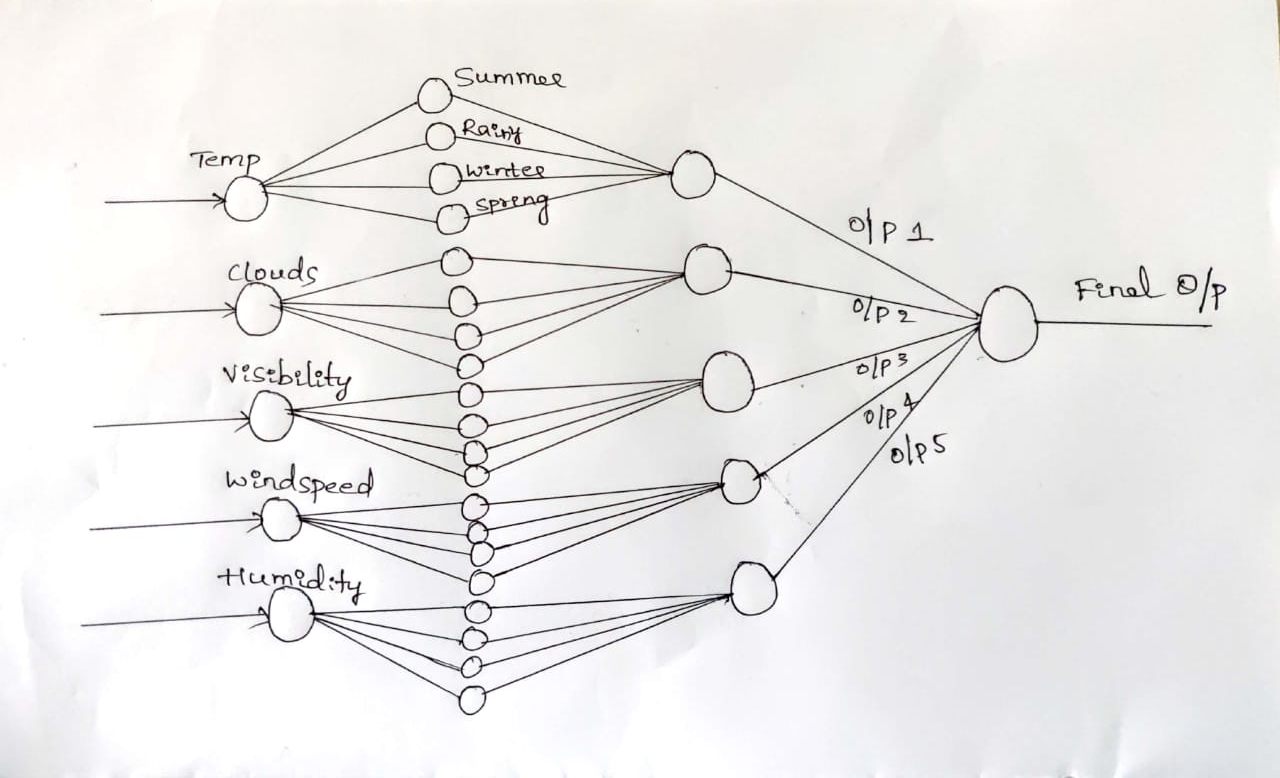 Summer
Rainy
Temp
winter
spring
O/P 1
Clouds
Final O/p
O/P 2
O/P 3
Visibility
O/P 4
O/P 5
Windspeed
Humidity